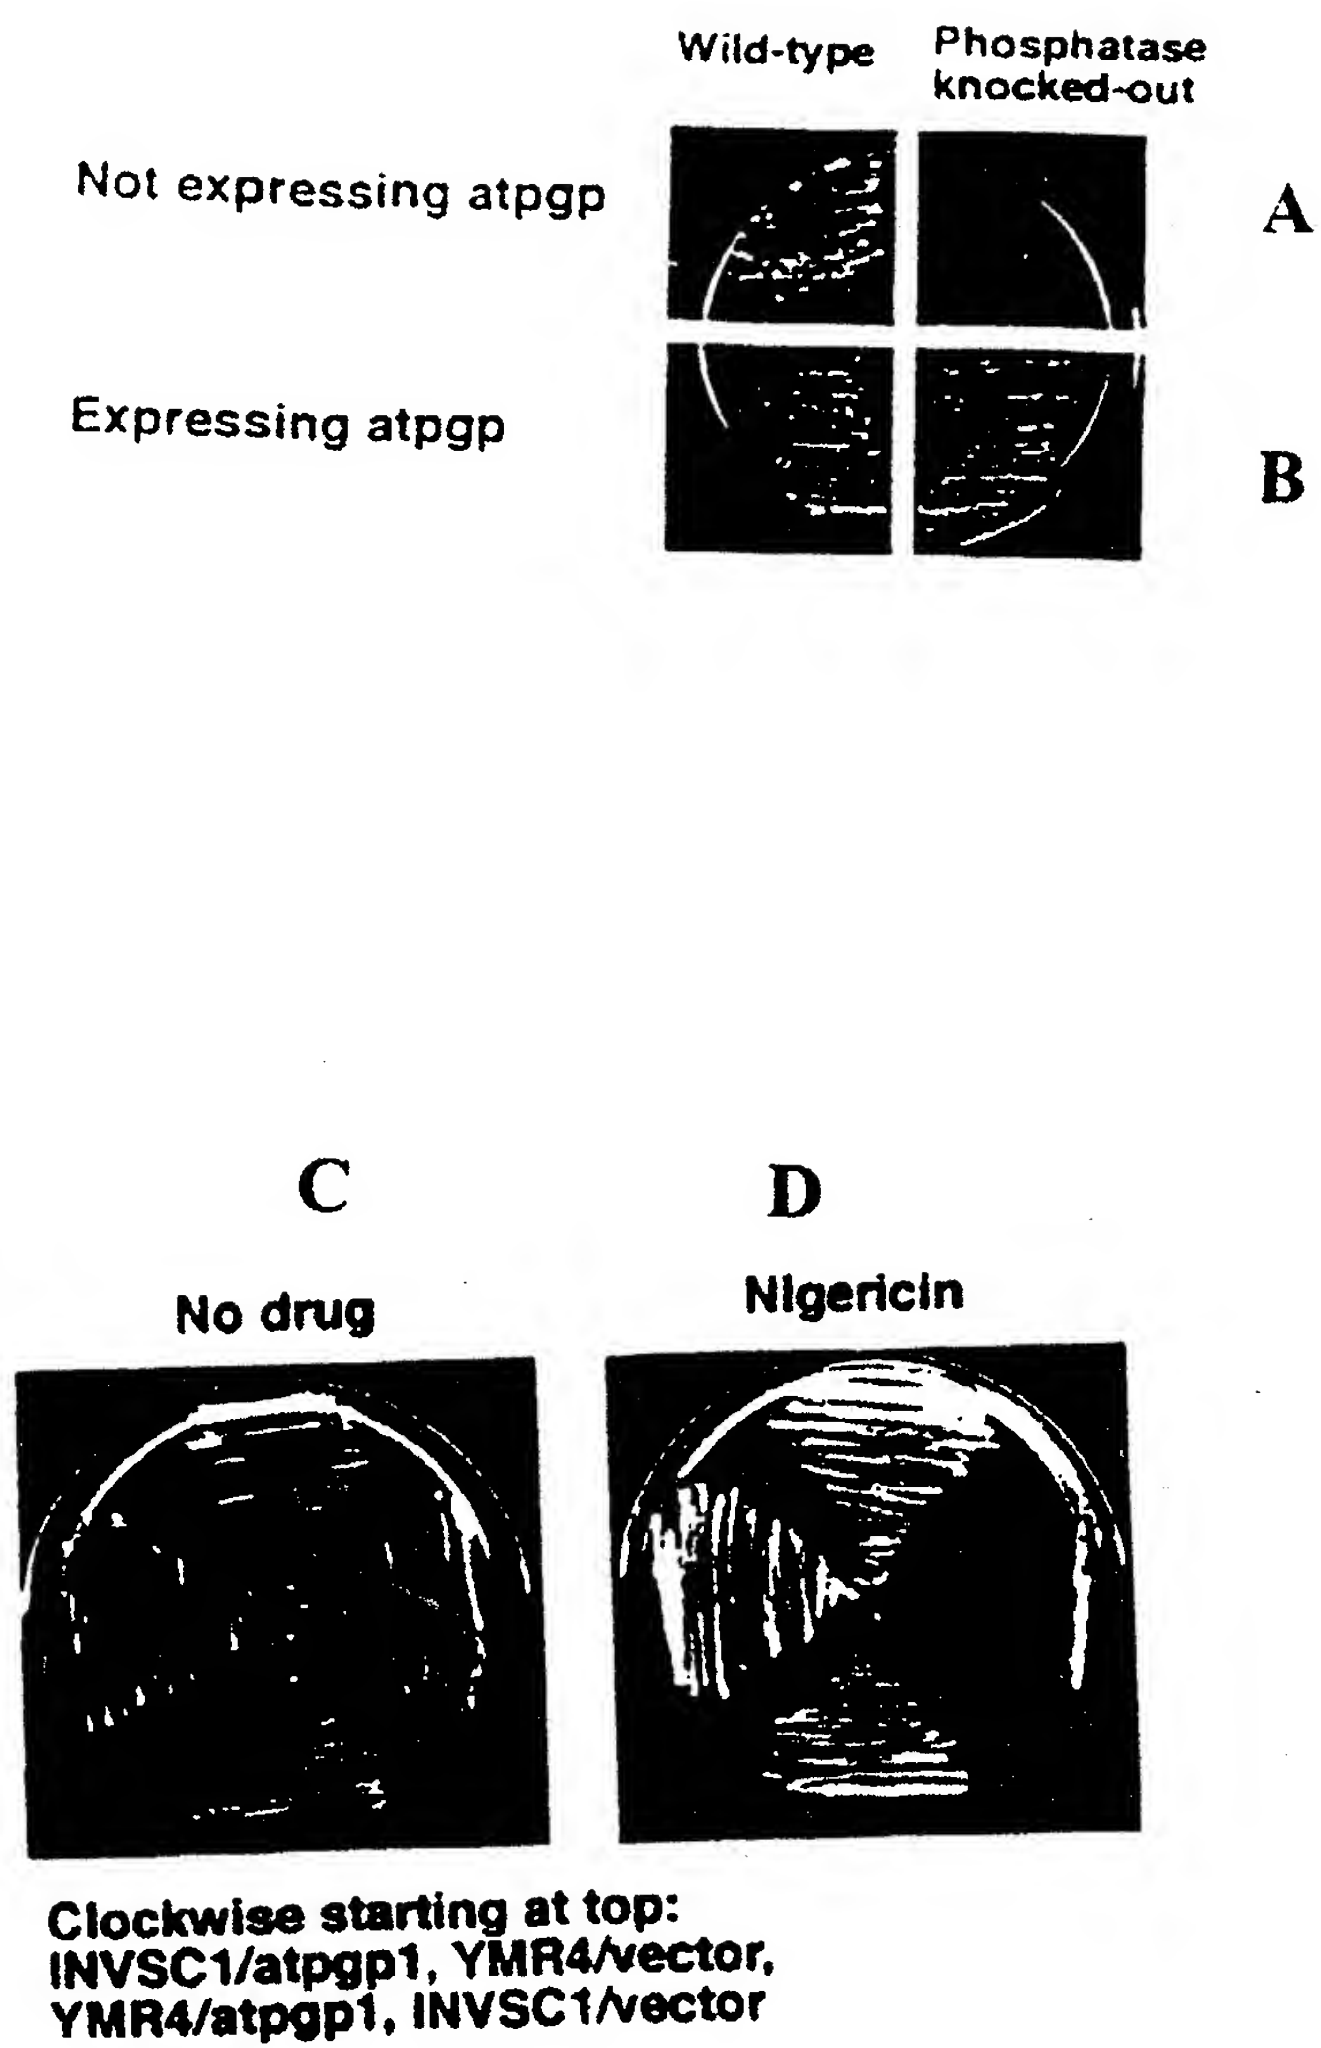 Wild-type
Phosphatase
knocked-out
Not expressing atpgp
A
Expressing atpgp
B
C
D
No drug
Nigericin
Clockwise starting at top:
INVSC1/atpgp1, YMR4/vector,
YMR4/atpgp1, INVSC1/vector